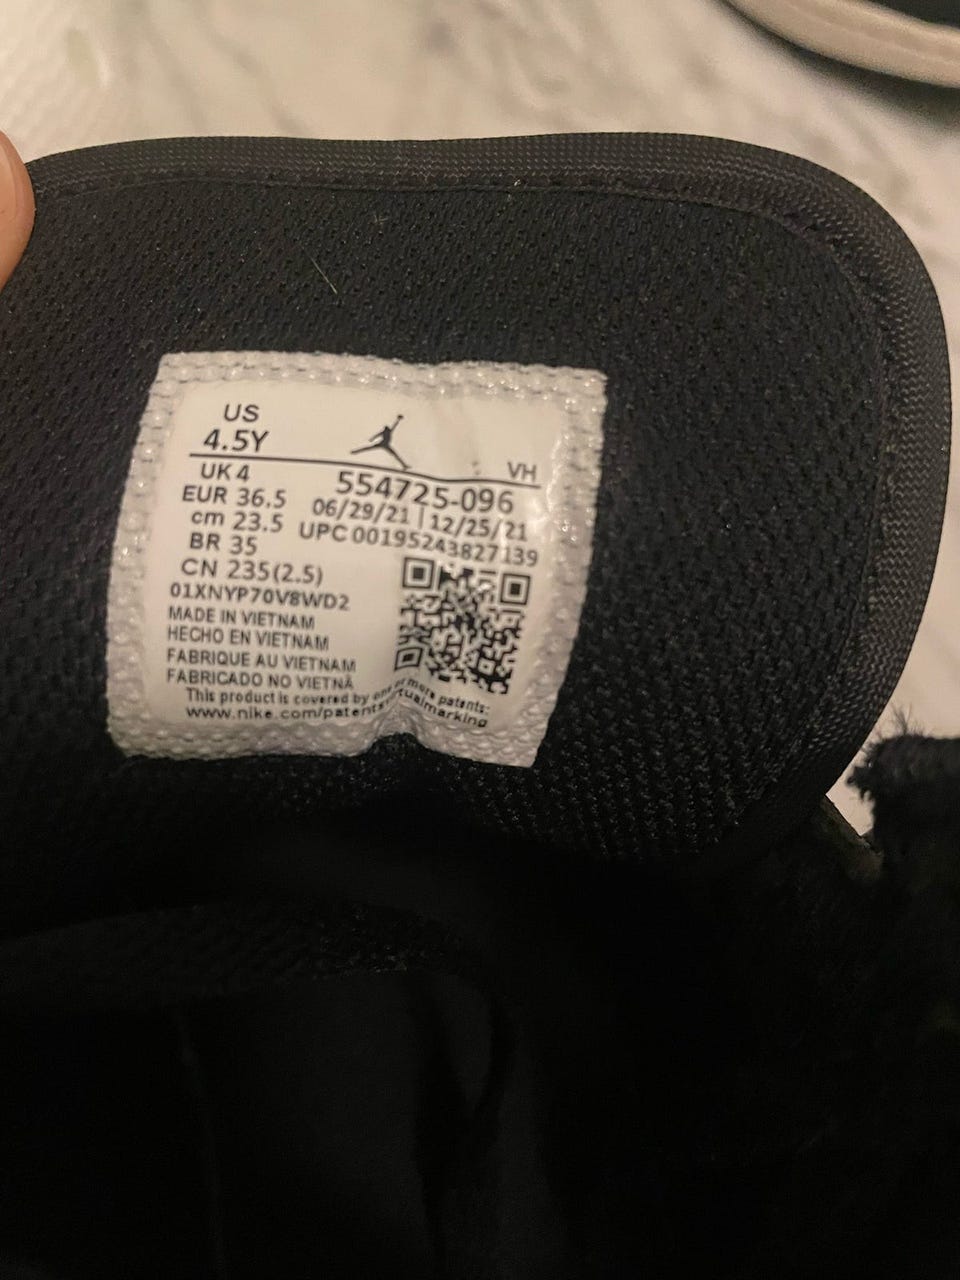 US
4.5Y
VH
UK 4
EUR 36.5
cm 23.5
BR 35
CN 235(2.5)
554725-096
06/29/21 | 12/25/21
UPC 00195243827139
01XNYP70V8WD2
MADE IN VIETNAM
HECHO EN VIETNAM
FABRIQUE AU VIETNAM
FABRICADO NO VIETNÃ
This product is covered by one or more patents:
www.nike.com/patents